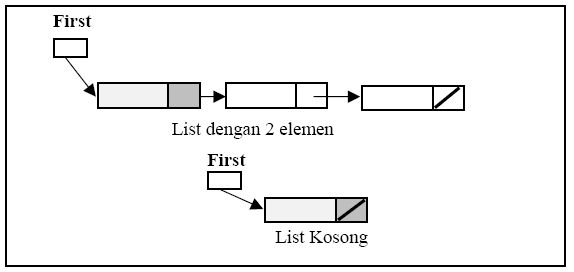 First
List dengan 2 elemen
First
List Kosong